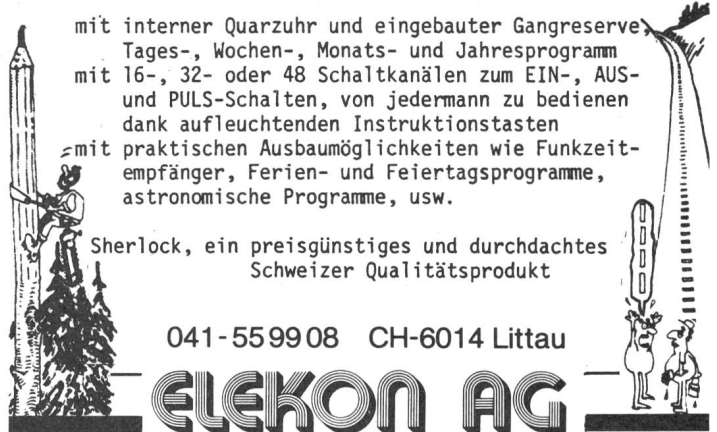 mit interner Quarzuhr und eingebauter Gangreserve,
Tages-, Wochen-, Monats- und Jahresprogramm
mit 16-, 32- oder 48 Schaltkanälen zum EIN-, AUS-
und PULS-Schalten, von jedermann zu bedienen
dank aufleuchtenden Instruktionstasten
mit praktischen Ausbaumöglichkeiten wie Funkzeit-
empfänger, Ferien- und Feiertagsprogramme,
astronomische Programme, usw.
Sherlock, ein preisgünstiges und durchdachtes
Schweizer Qualitätsprodukt
041-559908 CH-6014 Littau
ELEKON AG